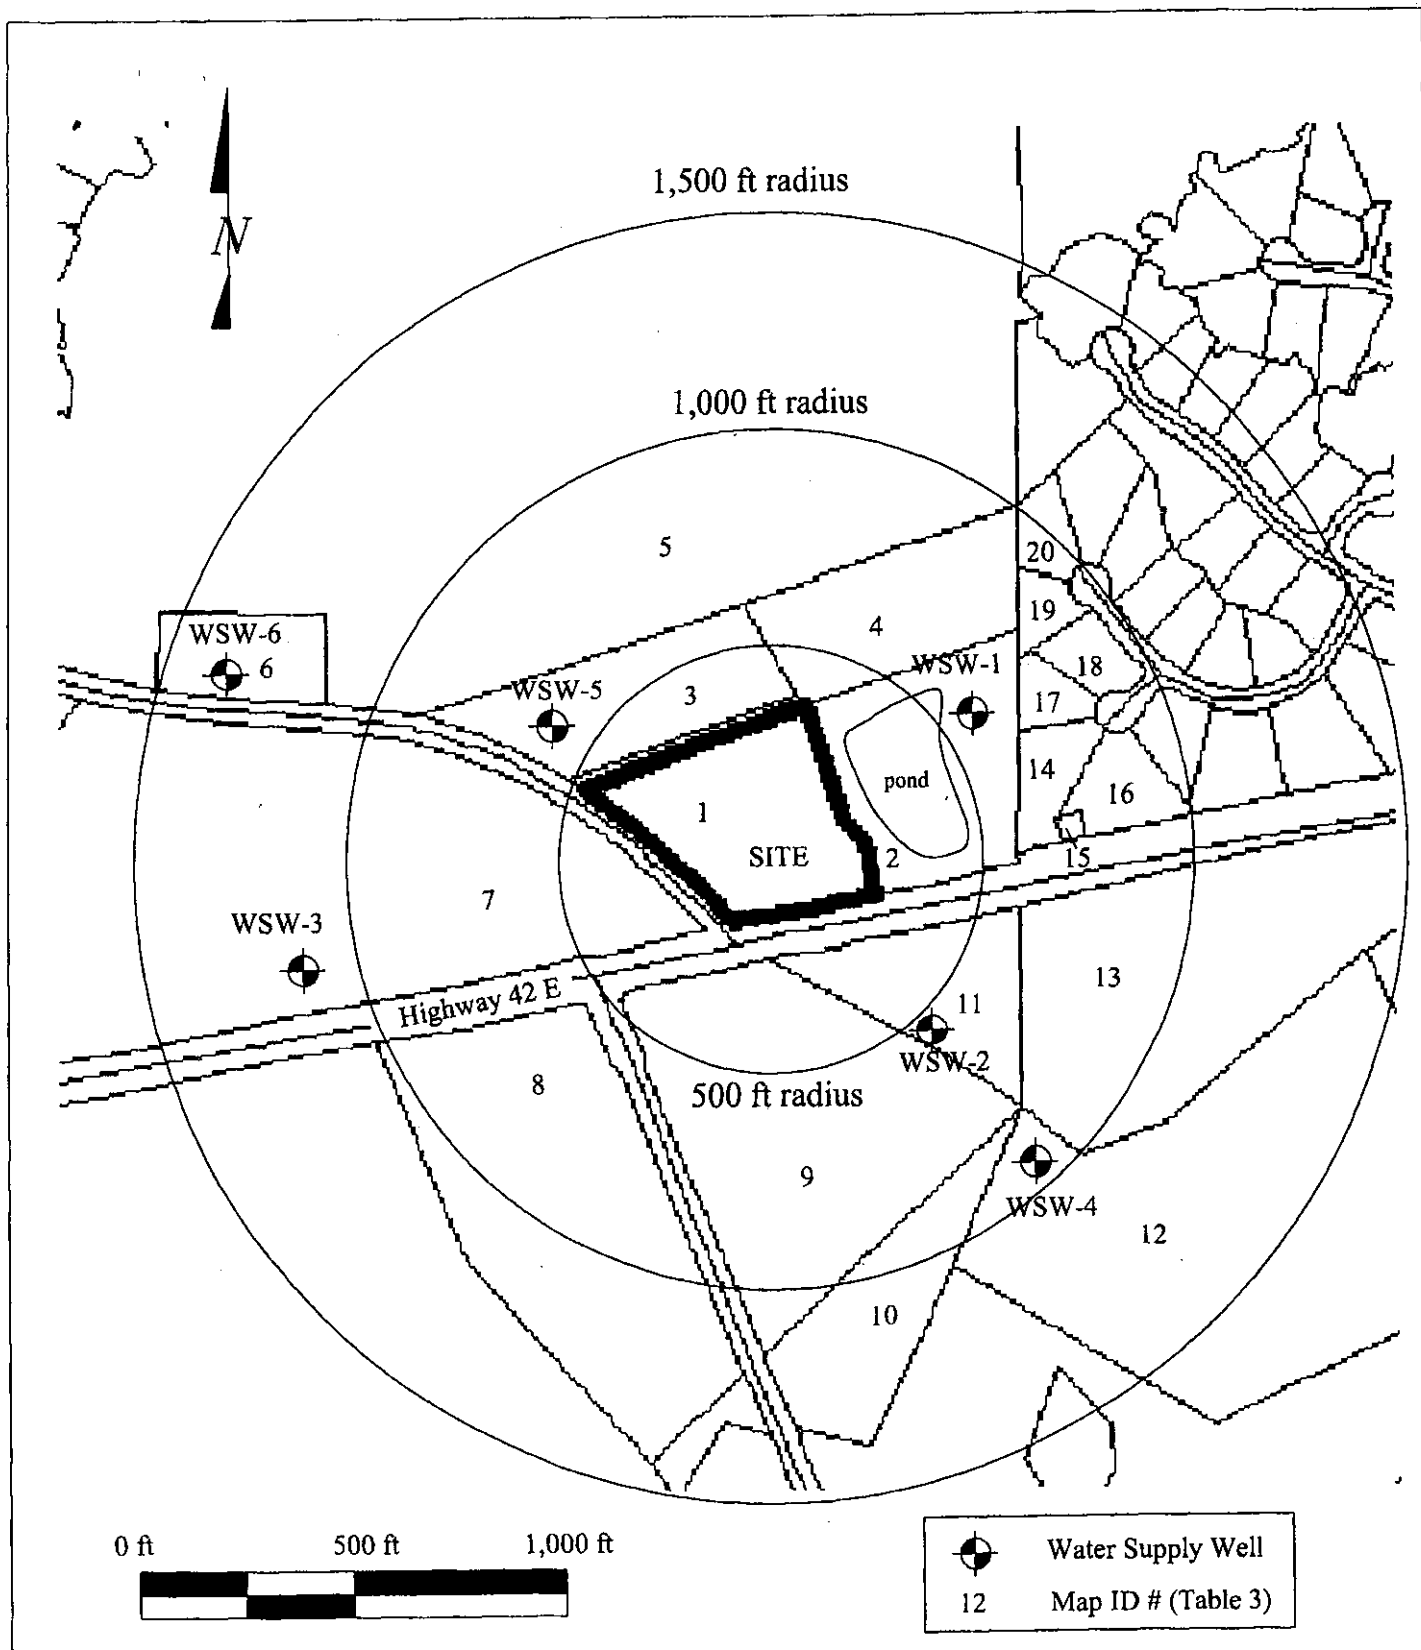 1,500 ft radius
N
1,000 ft radius
5
20
19
4
WSW-6
6
WSW-1
18
3
WSW-5
17
14
pond
16
1
SITE
2
15
7
WSW-3
13
Highway 42 E
11
WSW-2
8
500 ft radius
9
WSW-4
12
10
0 ft 500 ft 1,000 ft
Water Supply Well
12 Map ID # (Table 3)